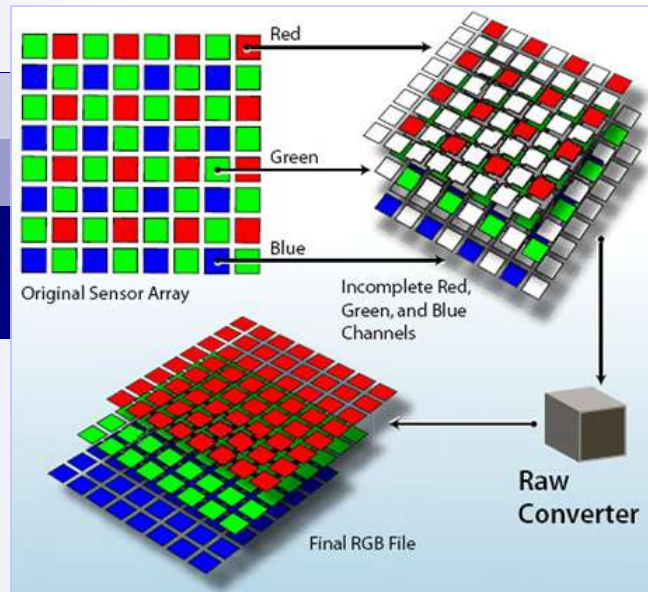 Red
Green
Blue
Original Sensor Array
Incomplete Red,
Green, and Blue
Channels
Raw
Converter
Final RGB File